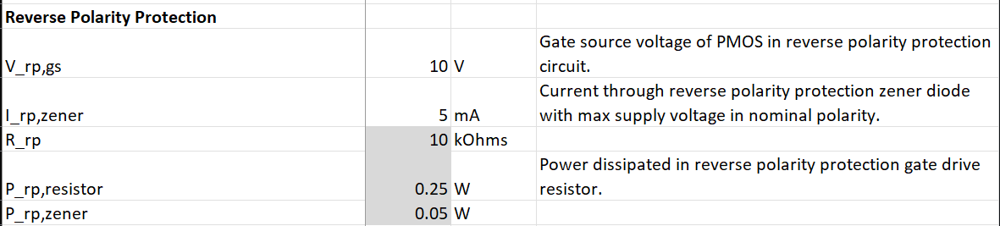 Reverse Polarity Protection
Gate source voltage of PMOS in reverse polarity protection
V_rp,gs 10 V circuit.
Current through reverse polarity protection zener diode
I_rp,zener 5 mA with max supply voltage in nominal polarity.
R_rp 10 kOhms
Power dissipated in reverse polarity protection gate drive
P_rp,resistor 0.25 W resistor.
P_rp,zener 0.05 W